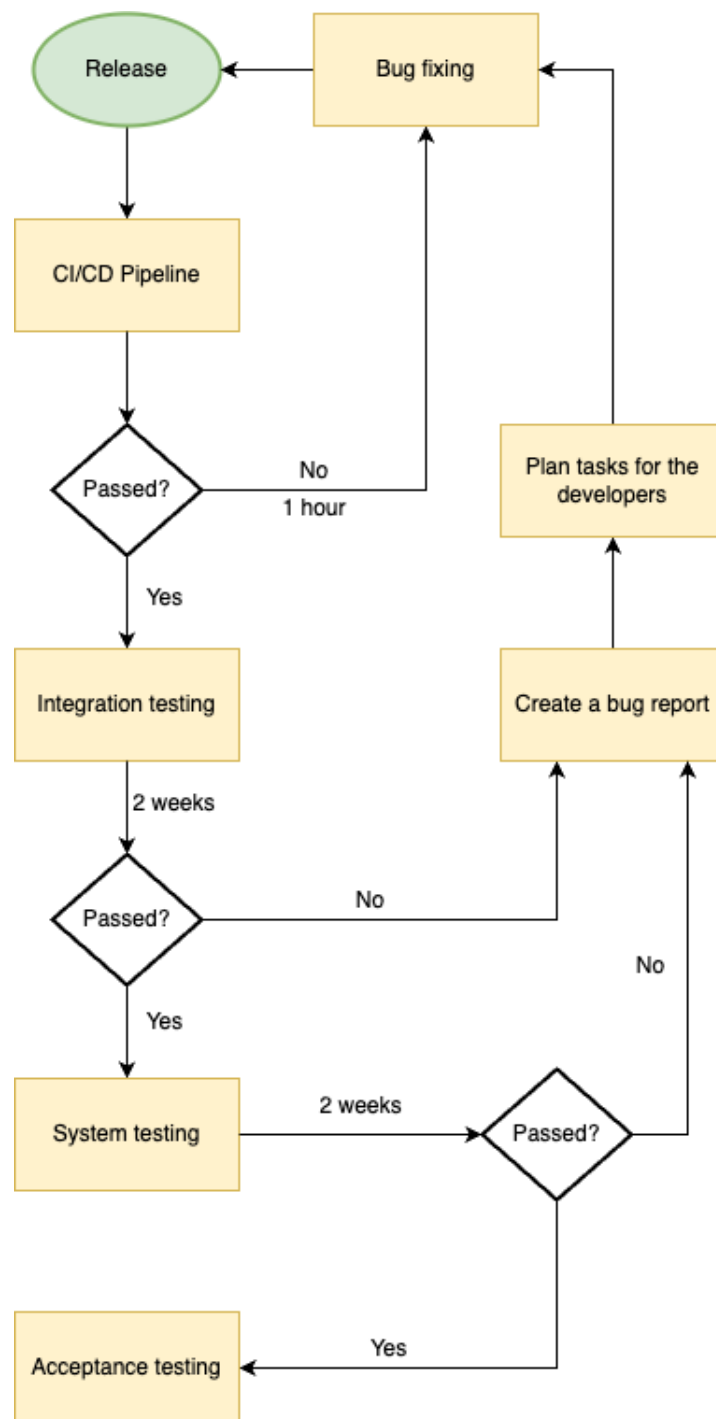 Release
Bug fixing
CI/CD Pipeline
Passed?
No
1 hour
Plan tasks for the
developers
Yes
Integration testing
Create a bug report
2 weeks
Passed?
No
No
Yes
System testing
2 weeks
Passed?
Acceptance testing
Yes